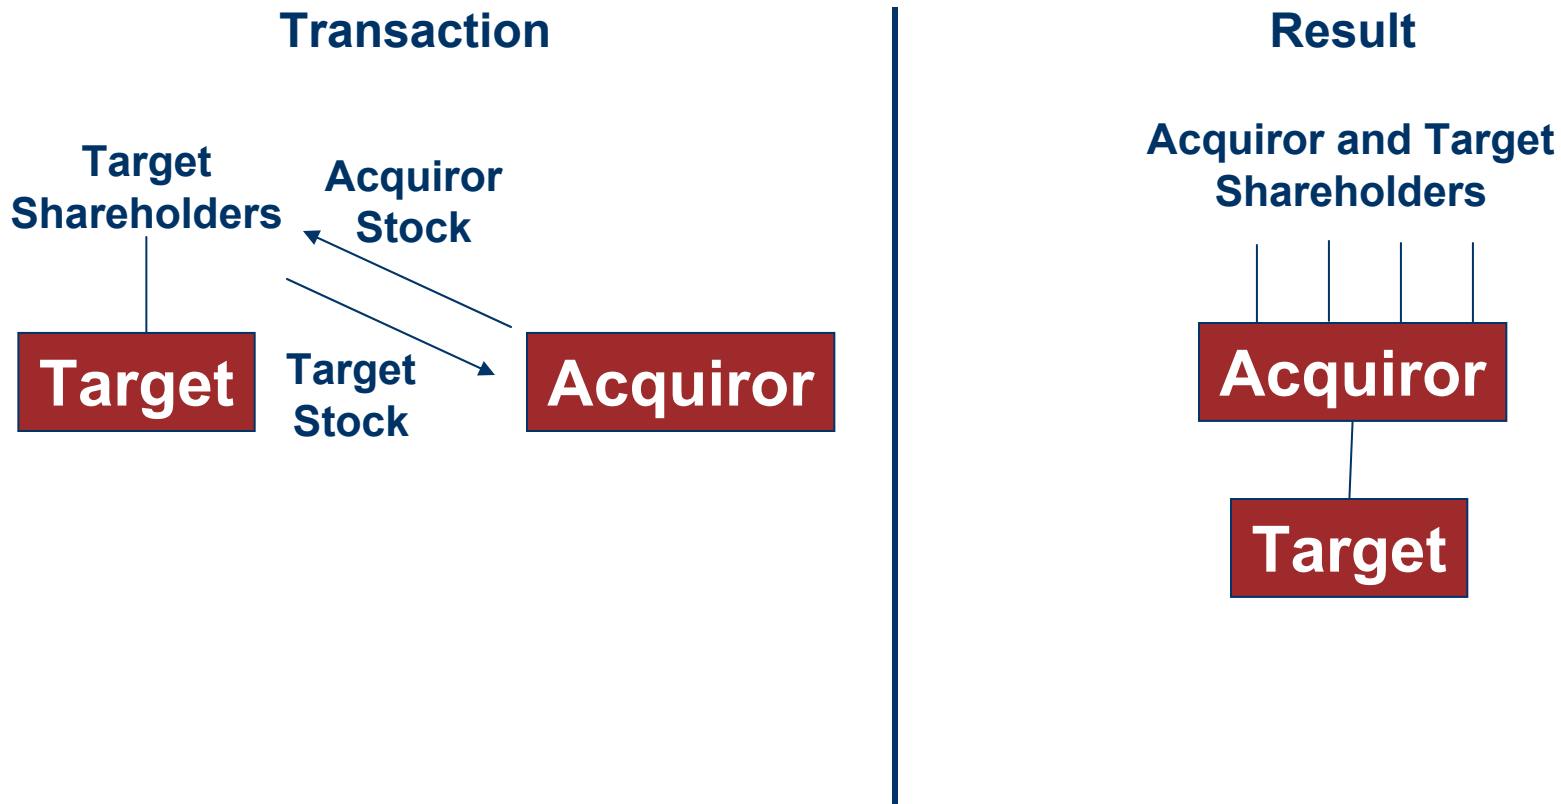 Transaction
Target
Shareholders
Acquiror
Stock
Target
Target
Stock
Acquiror
Result
Acquiror and Target
Shareholders
Acquiror
Target